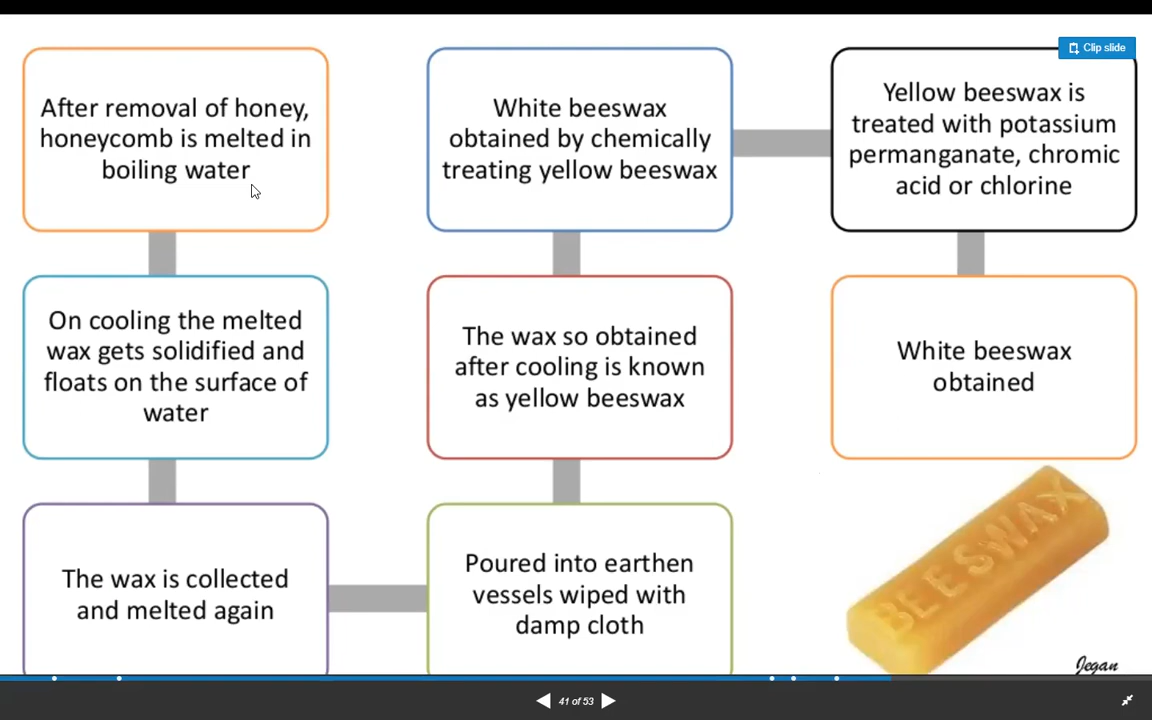 Clip slide
After removal of honey,
honeycomb is melted in
boiling water
On cooling the melted
wax gets solidified and
floats on the surface of
water
The wax is collected
and melted again
Poured into earthen
vessels wiped with
damp cloth
The wax so obtained
after cooling is known
as yellow beeswax
White beeswax
obtained by chemically
treating yellow beeswax
Yellow beeswax is
treated with potassium
permanganate, chromic
acid or chlorine
White beeswax
obtained
BEESWAX
Jegan
41 of 53